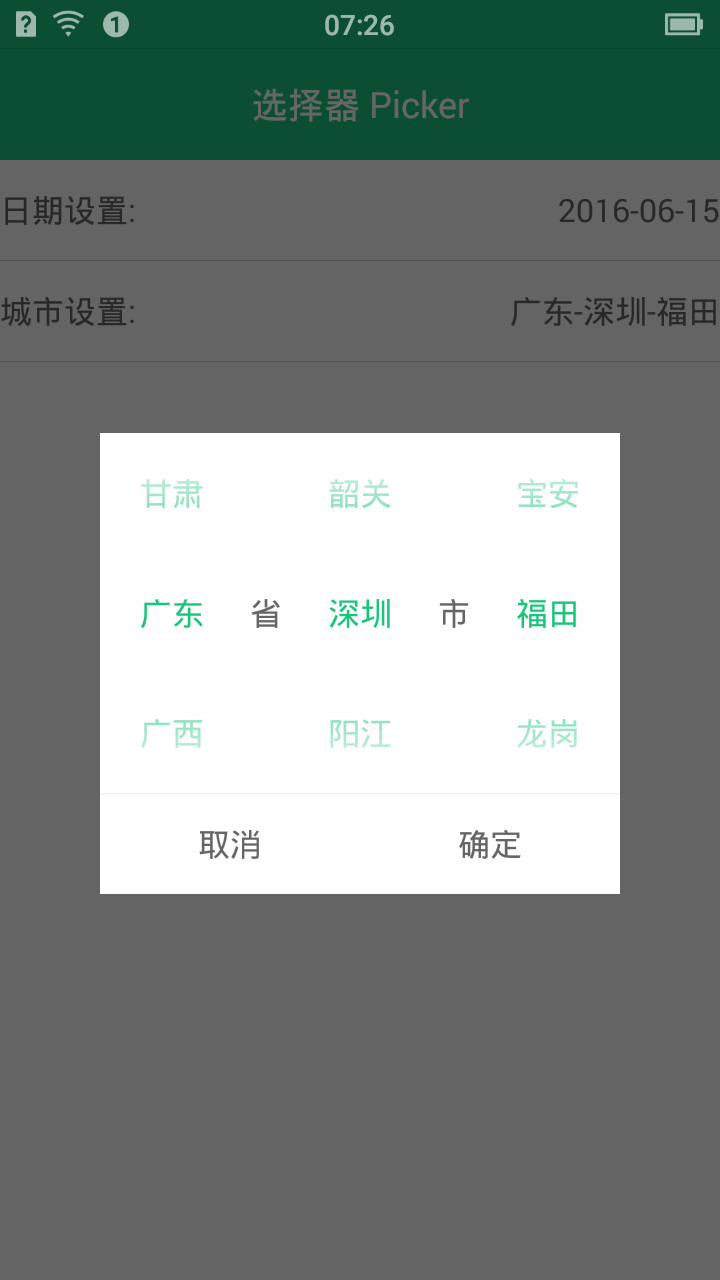 07:26
选择器 Picker
日期设置: 2016-06-15
城市设置: 广东-深圳-福田
甘肃 韶关 宝安
广东 省 深圳 市 福田
广西 阳江 龙岗
取消 确定